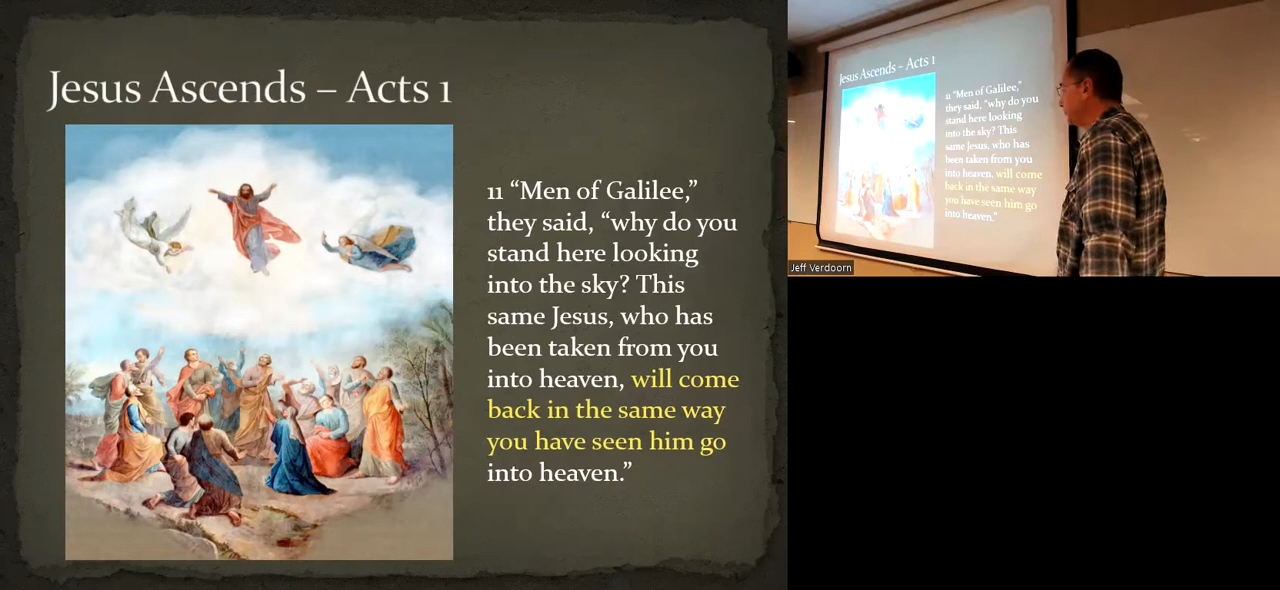 Jesus Ascends – Acts 1
11 “Men of Galilee,”
they said, “why do you
stand here looking
into the sky? This
same Jesus, who has
been taken from you
into heaven, will come
back in the same way
you have seen him go
into heaven.”
Jesus Ascends – Acts 1
11 “Men of Galilee,”
they said, “why do you
stand here looking
into the sky? This
same Jesus, who has
been taken from you
into heaven, will come
back in the same way
you have seen him go
into heaven.”
Jeff Verdoorn